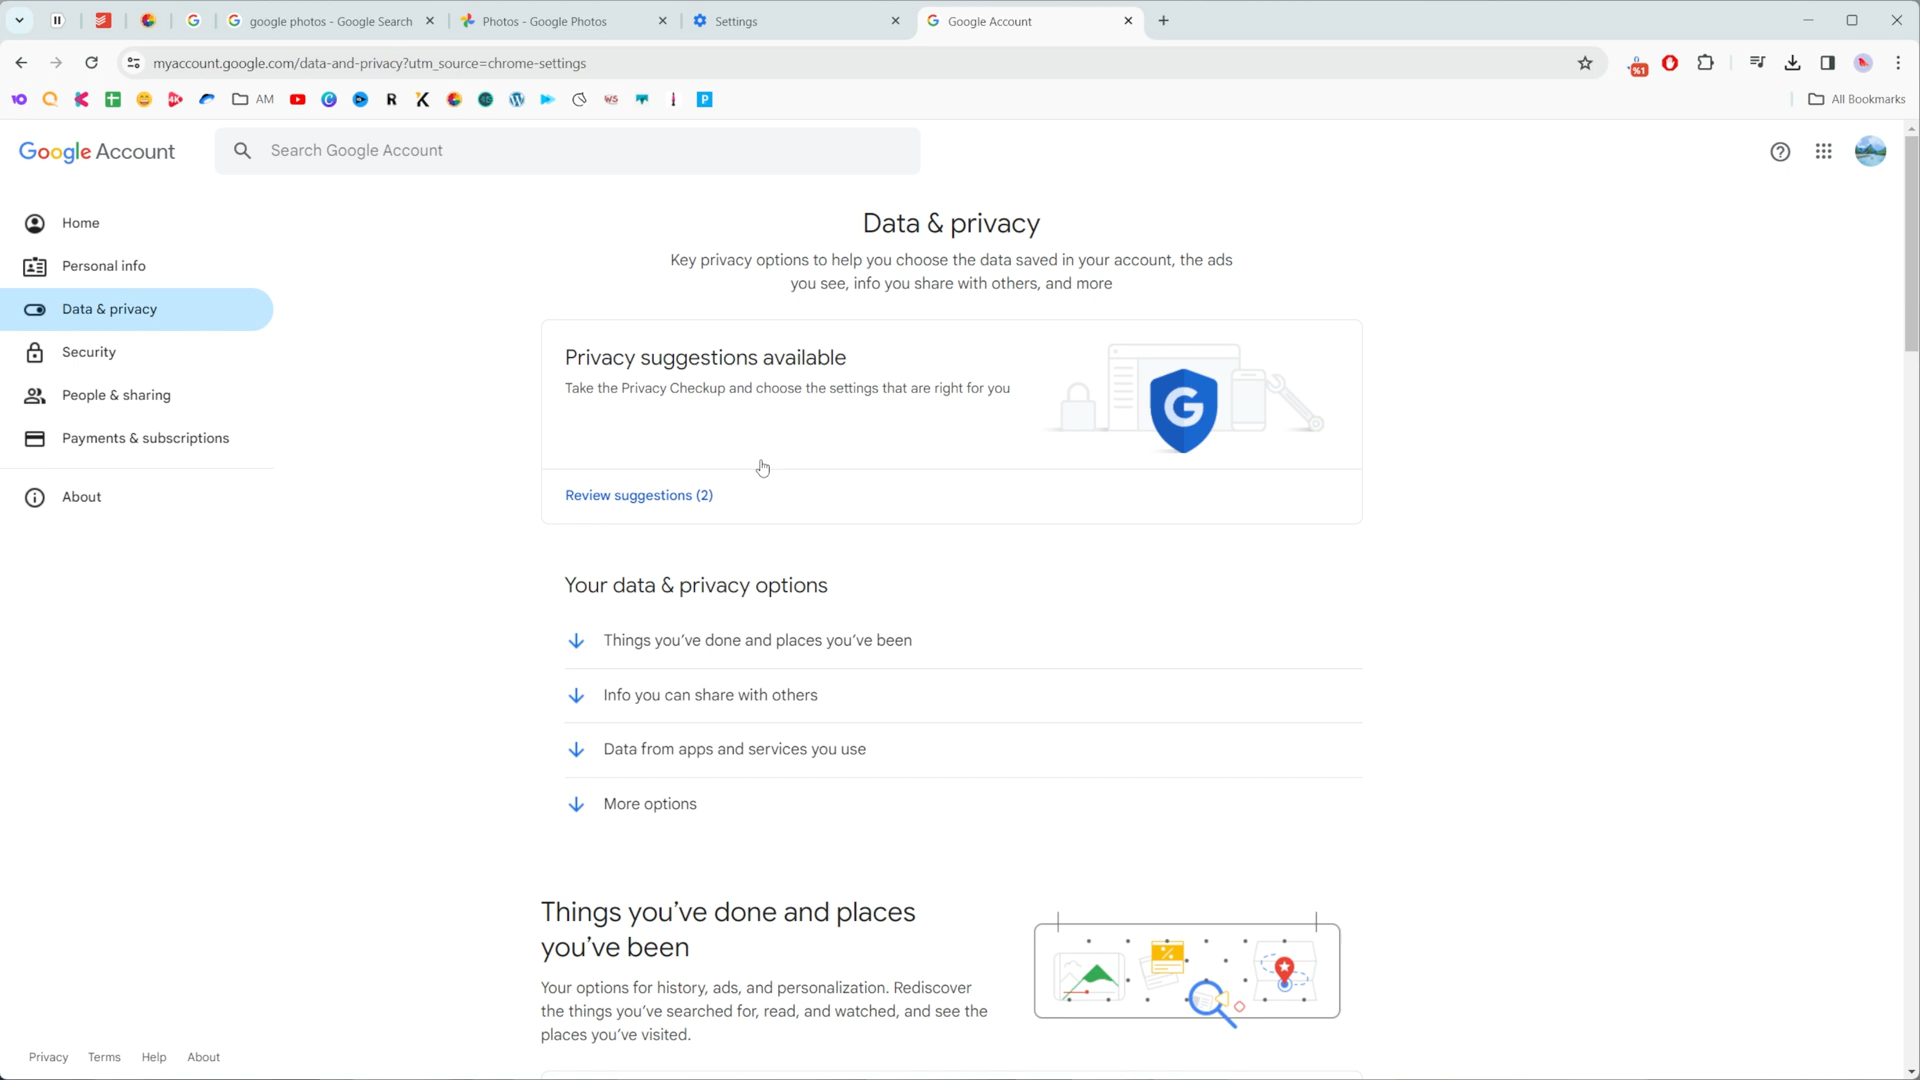 google photos - Google Search
Photos - Google Photos
Settings
Google Account
myaccount.google.com/data-and-privacy?utm_source=chrome-settings
%1
AM
R
WS
P
All Bookmarks
Google Account
Search Google Account
Home
Personal info
Data & privacy
Security
People & sharing
Payments & subscriptions
About
Data & privacy
Key privacy options to help you choose the data saved in your account, the ads
you see, info you share with others, and more
Privacy suggestions available
Take the Privacy Checkup and choose the settings that are right for you
G
Review suggestions (2)
Your data & privacy options
Things you've done and places you've been
Info you can share with others
Data from apps and services you use
More options
Things you've done and places
you've been
Your options for history, ads, and personalization. Rediscover
the things you've searched for, read, and watched, and see the
places you've visited.
%
Privacy Terms Help About